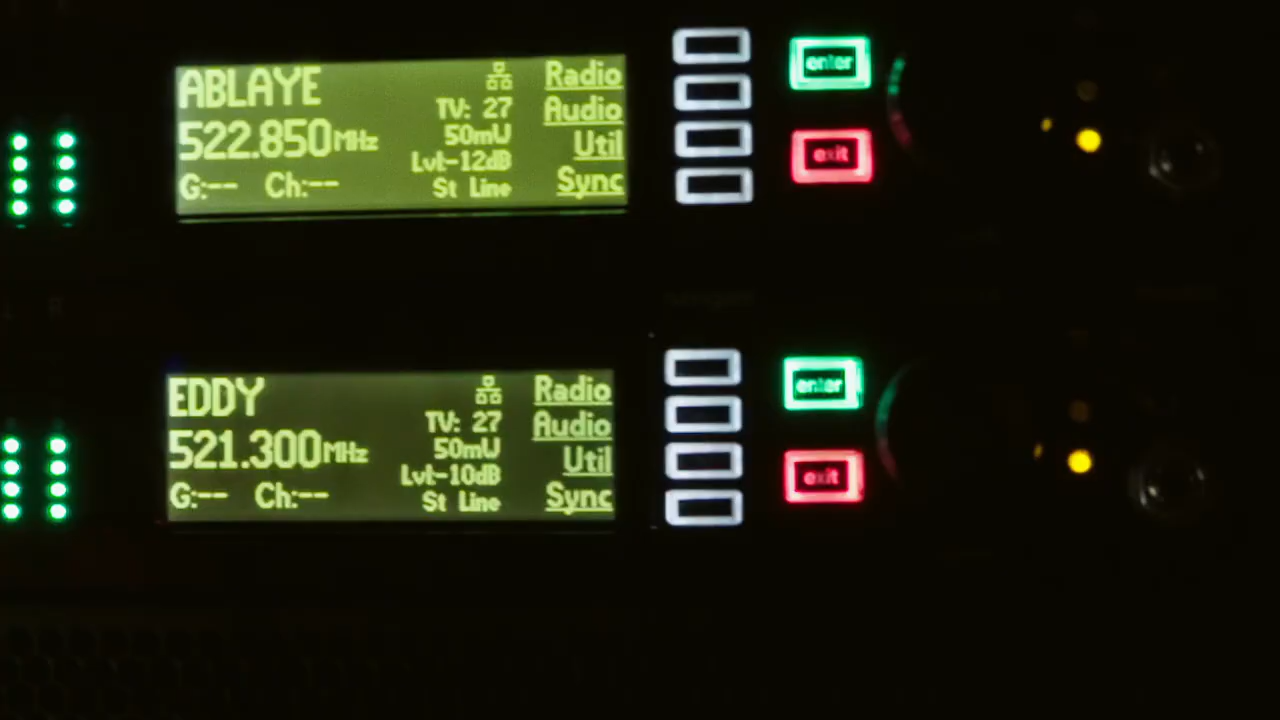 ABLAYE
522.850MHz
G:-- Ch:--
TV: 27
50mW
Lvl:-12dB
St Line
Radio
Audio
Util
Sync
enter
exit
EDDY
521.300MHz
G:-- Ch:--
TV: 27
50mW
Lvl:-10dB
St Line
Radio
Audio
Util
Sync
enter
exit